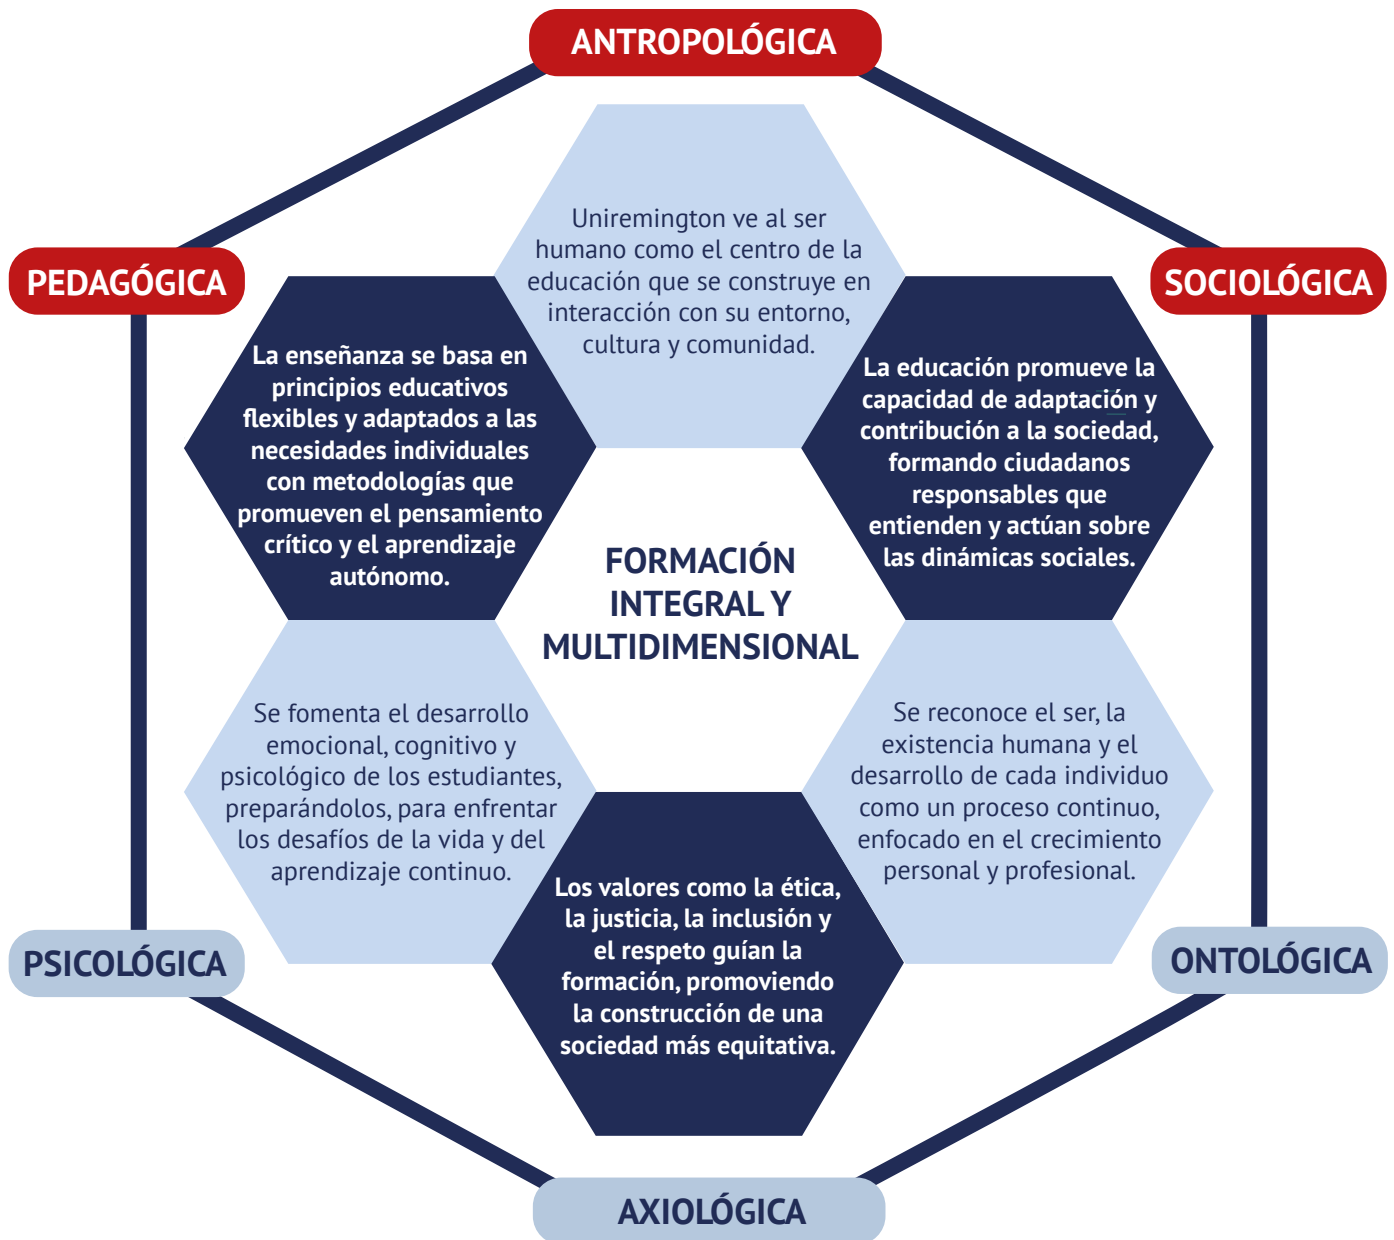 ANTROPOLÓGICA
Uniremington ve al ser
humano como el centro de la
educación que se construye en
interacción con su entorno,
cultura y comunidad.
PEDAGÓGICA
La enseñanza se basa en
principios educativos
flexibles y adaptados a las
necesidades individuales
con metodologías que
promueven el pensamiento
crítico y el aprendizaje
autónomo.
SOCIOLÓGICA
La educación promueve la
capacidad de adaptación y
contribución a la sociedad,
formando ciudadanos
responsables que
entienden y actúan sobre
las dinámicas sociales.
FORMACIÓN
INTEGRAL Y
MULTIDIMENSIONAL
Se fomenta el desarrollo
emocional, cognitivo y
psicológico de los estudiantes,
preparándolos, para enfrentar
los desafíos de la vida y del
aprendizaje continuo.
PSICOLÓGICA
Se reconoce el ser, la
existencia humana y el
desarrollo de cada individuo
como un proceso continuo,
enfocado en el crecimiento
personal y profesional.
ONTOLÓGICA
Los valores como la ética,
la justicia, la inclusión y
el respeto guían la
formación, promoviendo
la construcción de una
sociedad más equitativa.
AXIOLÓGICA